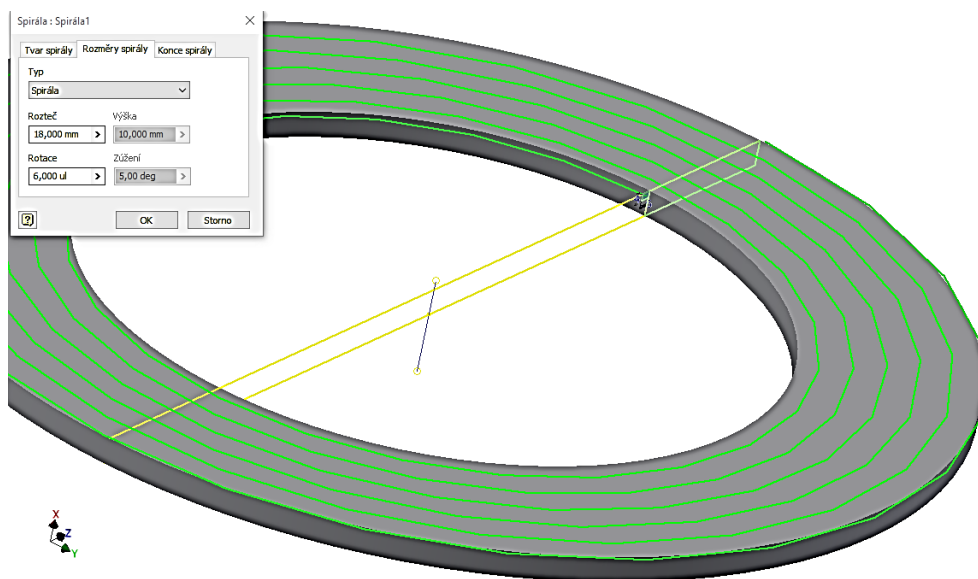 Spirála : Spirála1
Tvar spirály Rozměry spirály Konce spirály
Typ
Spirála
Rozteč Výška
18,000 mm 10,000 mm
Rotace Zúžení
6,000 ul 5,00 deg
OK Storno
X
Z
Y